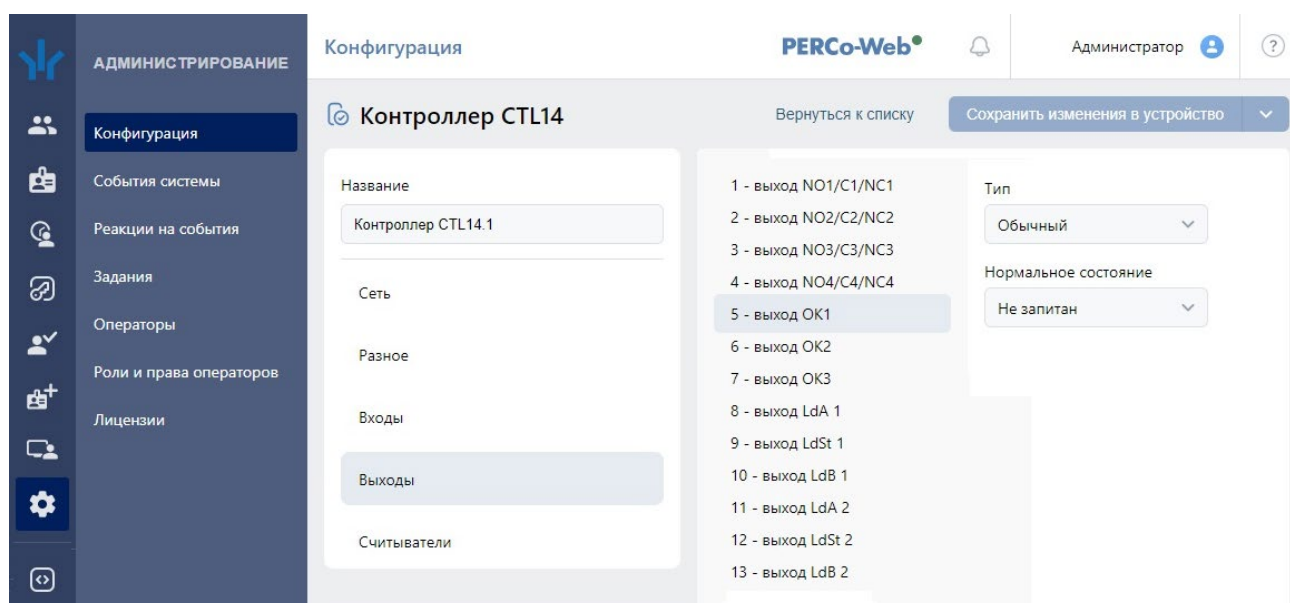 АДМИНИСТРИРОВАНИЕ
Конфигурация
События системы
Реакции на события
Задания
Операторы
Роли и права операторов
Лицензии
Конфигурация
PERCo-Web
Администратор
?
Контроллер CTL14
Вернуться к списку
Сохранить изменения в устройство
Название
Контроллер CTL14.1
Сеть
Разное
Входы
Выходы
Считыватели
1 - выход NO1/C1/NC1
2 - выход NO2/C2/NC2
3 - выход NO3/C3/NC3
4 - выход NO4/C4/NC4
5 - выход ОК1
6 - выход ОК2
7 - выход ОК3
8 - выход LdA 1
9 - выход LdSt 1
10 - выход LdB 1
11 - выход LdA 2
12 - выход LdSt 2
13 - выход LdB 2
Тип
Обычный
Нормальное состояние
Не запитан